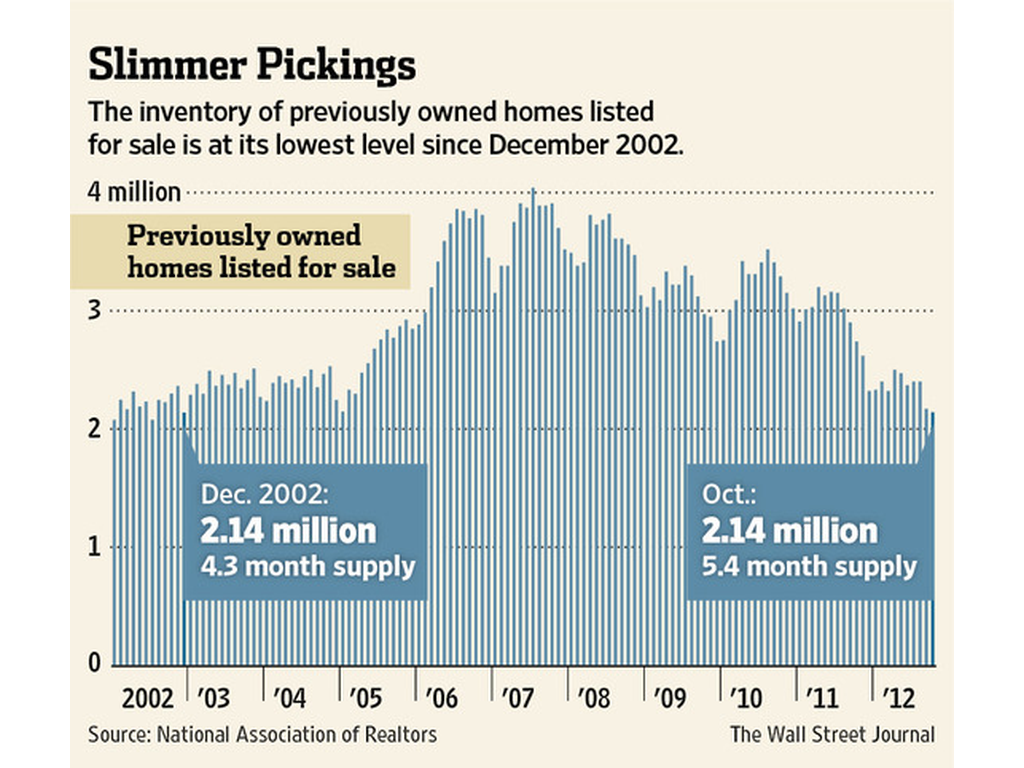 Slimmer Pickings
The inventory of previously owned homes listed
for sale is at its lowest level since December 2002.
4 million
Previously owned
homes listed for sale
3
2
1
0
Dec. 2002:
2.14 million
4.3 month supply
Oct.:
2.14 million
5.4 month supply
2002 ’03 ’04 ’05 ’06 ’07 ’08 ’09 ’10 ’11 ’12
Source: National Association of Realtors
The Wall Street Journal